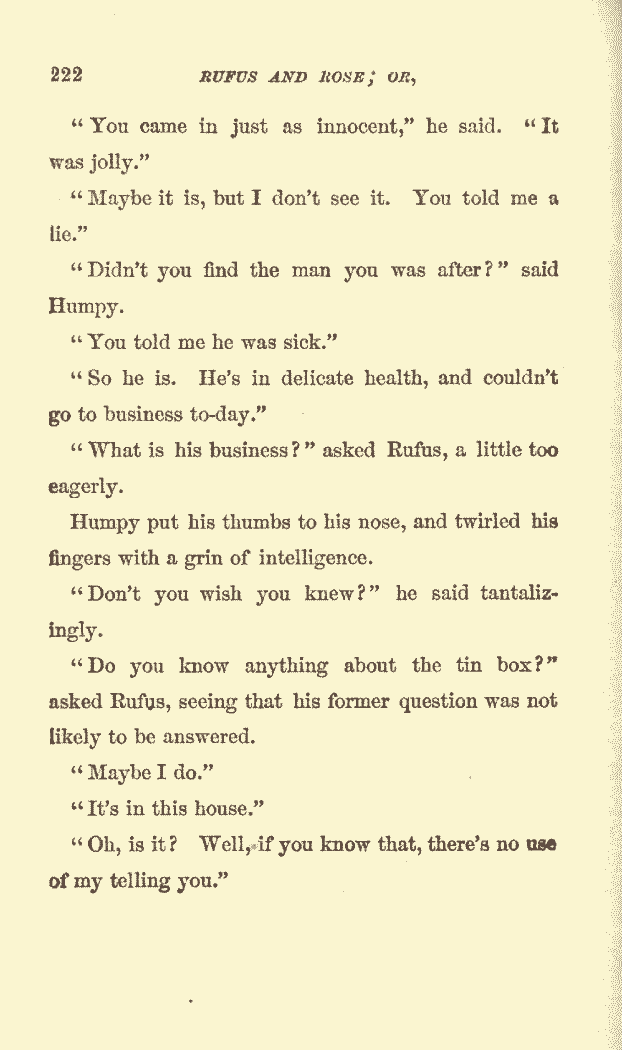 222 RUFUS AND ROSE; OR,
“You came in just as innocent,” he said. “It
was jolly.”
“Maybe it is, but I don’t see it. You told me a
lie.”
“Didn’t you find the man you was after?” said
Humpy.
“You told me he was sick.”
“So he is. He’s in delicate health, and couldn’t
go to business to-day.”
“What is his business?” asked Rufus, a little too
eagerly.
Humpy put his thumbs to his nose, and twirled his
fingers with a grin of intelligence.
“Don’t you wish you knew?” he said tantaliz-
ingly.
“Do you know anything about the tin box?”
asked Rufus, seeing that his former question was not
likely to be answered.
“Maybe I do.”
“It’s in this house.”
“Oh, is it? Well, if you know that, there’s no use
of my telling you.”